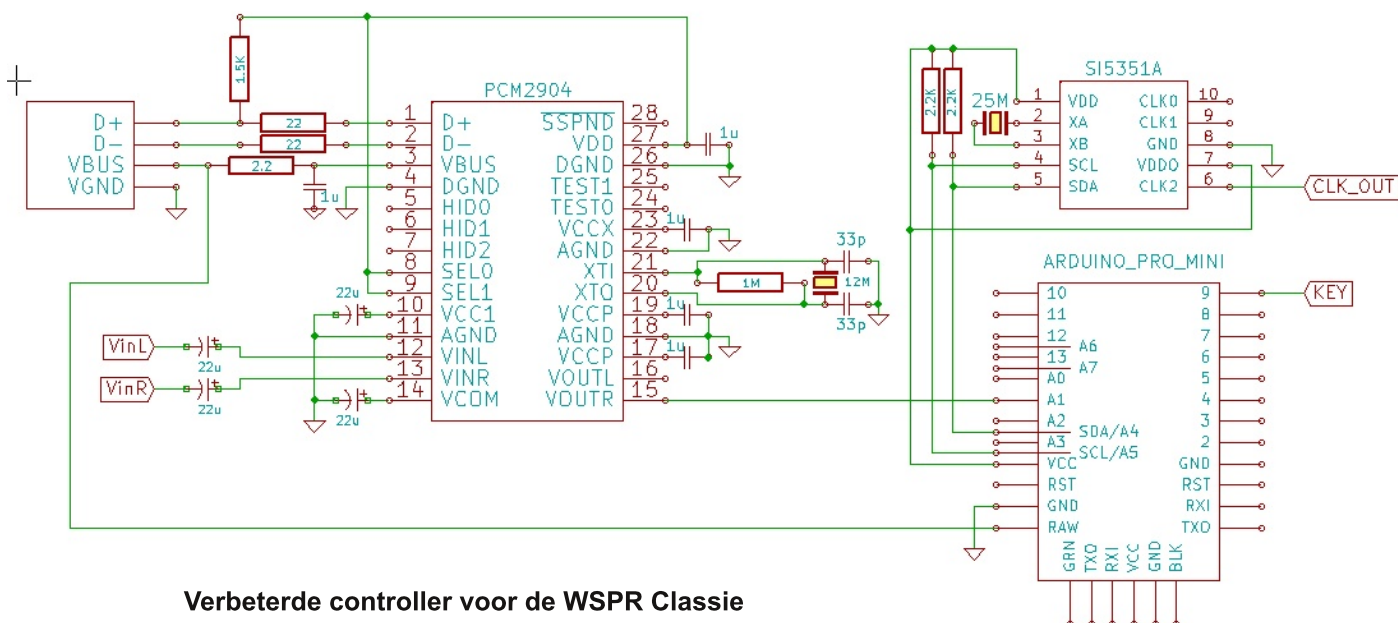 1.5K
D+
D-
VBUS
VGND
22
22
2.2
1u
PCM2904
1 D+
2 D-
3 VBUS
4 DGND
5 HID0
6 HID1
7 HID2
8 SEL0
9 SEL1
10 VCC1
11 AGND
12 VINL
13 VINR
14 VCOM
SSPND 28
VDD 27
DGND 26
TEST1 25
TEST0 24
VCCX 23
AGND 22
XTI 21
XTO 20
VCCP 19
AGND 18
VCCP 17
VOUTL 16
VOUTR 15
22u
VinL
22u
VinR
22u
22u
1u
1u
1u
1u
1M
33p
12M
33p
2.2K
2.2K
25M
SI5351A
1 VDD
2 XA
3 XB
4 SCL
5 SDA
CLK0 10
CLK1 9
GND 8
VDDO 7
CLK2 6
CLK_OUT
ARDUINO_PRO_MINI
10
11
12
A6
13
A7
A0
A1
A2
SDA/A4
A3
SCL/A5
VCC
RST
GND
RAW
9
8
7
6
5
4
3
2
GND
RST
RXI
TXO
KEY
GRN
TXO
RXI
VCC
GND
BLK
Verbeterde controller voor de WSPR Classie